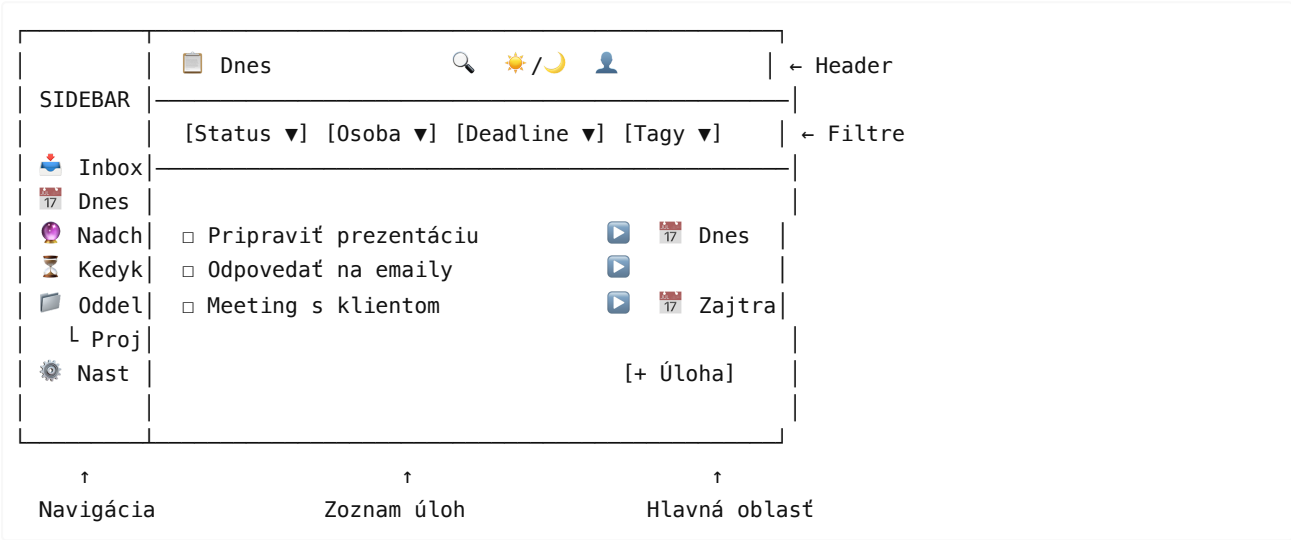 📋 Dnes 🔍 ☀️/🌙 👤 ← Header
SIDEBAR
[Status ▼] [Osoba ▼] [Deadline ▼] [Tagy ▼] ← Filtre
📥 Inbox
📅 Dnes
🔮 Nadch ☐ Pripraviť prezentáciu ▶️ 📅 Dnes
⏳ Kedyk ☐ Odpovedať na emaily ▶️
📁 Oddel ☐ Meeting s klientom ▶️ 📅 Zajtra
└ Proj
⚙️ Nast [+ Úloha]
↑ ↑ ↑
Navigácia Zoznam úloh Hlavná oblasť